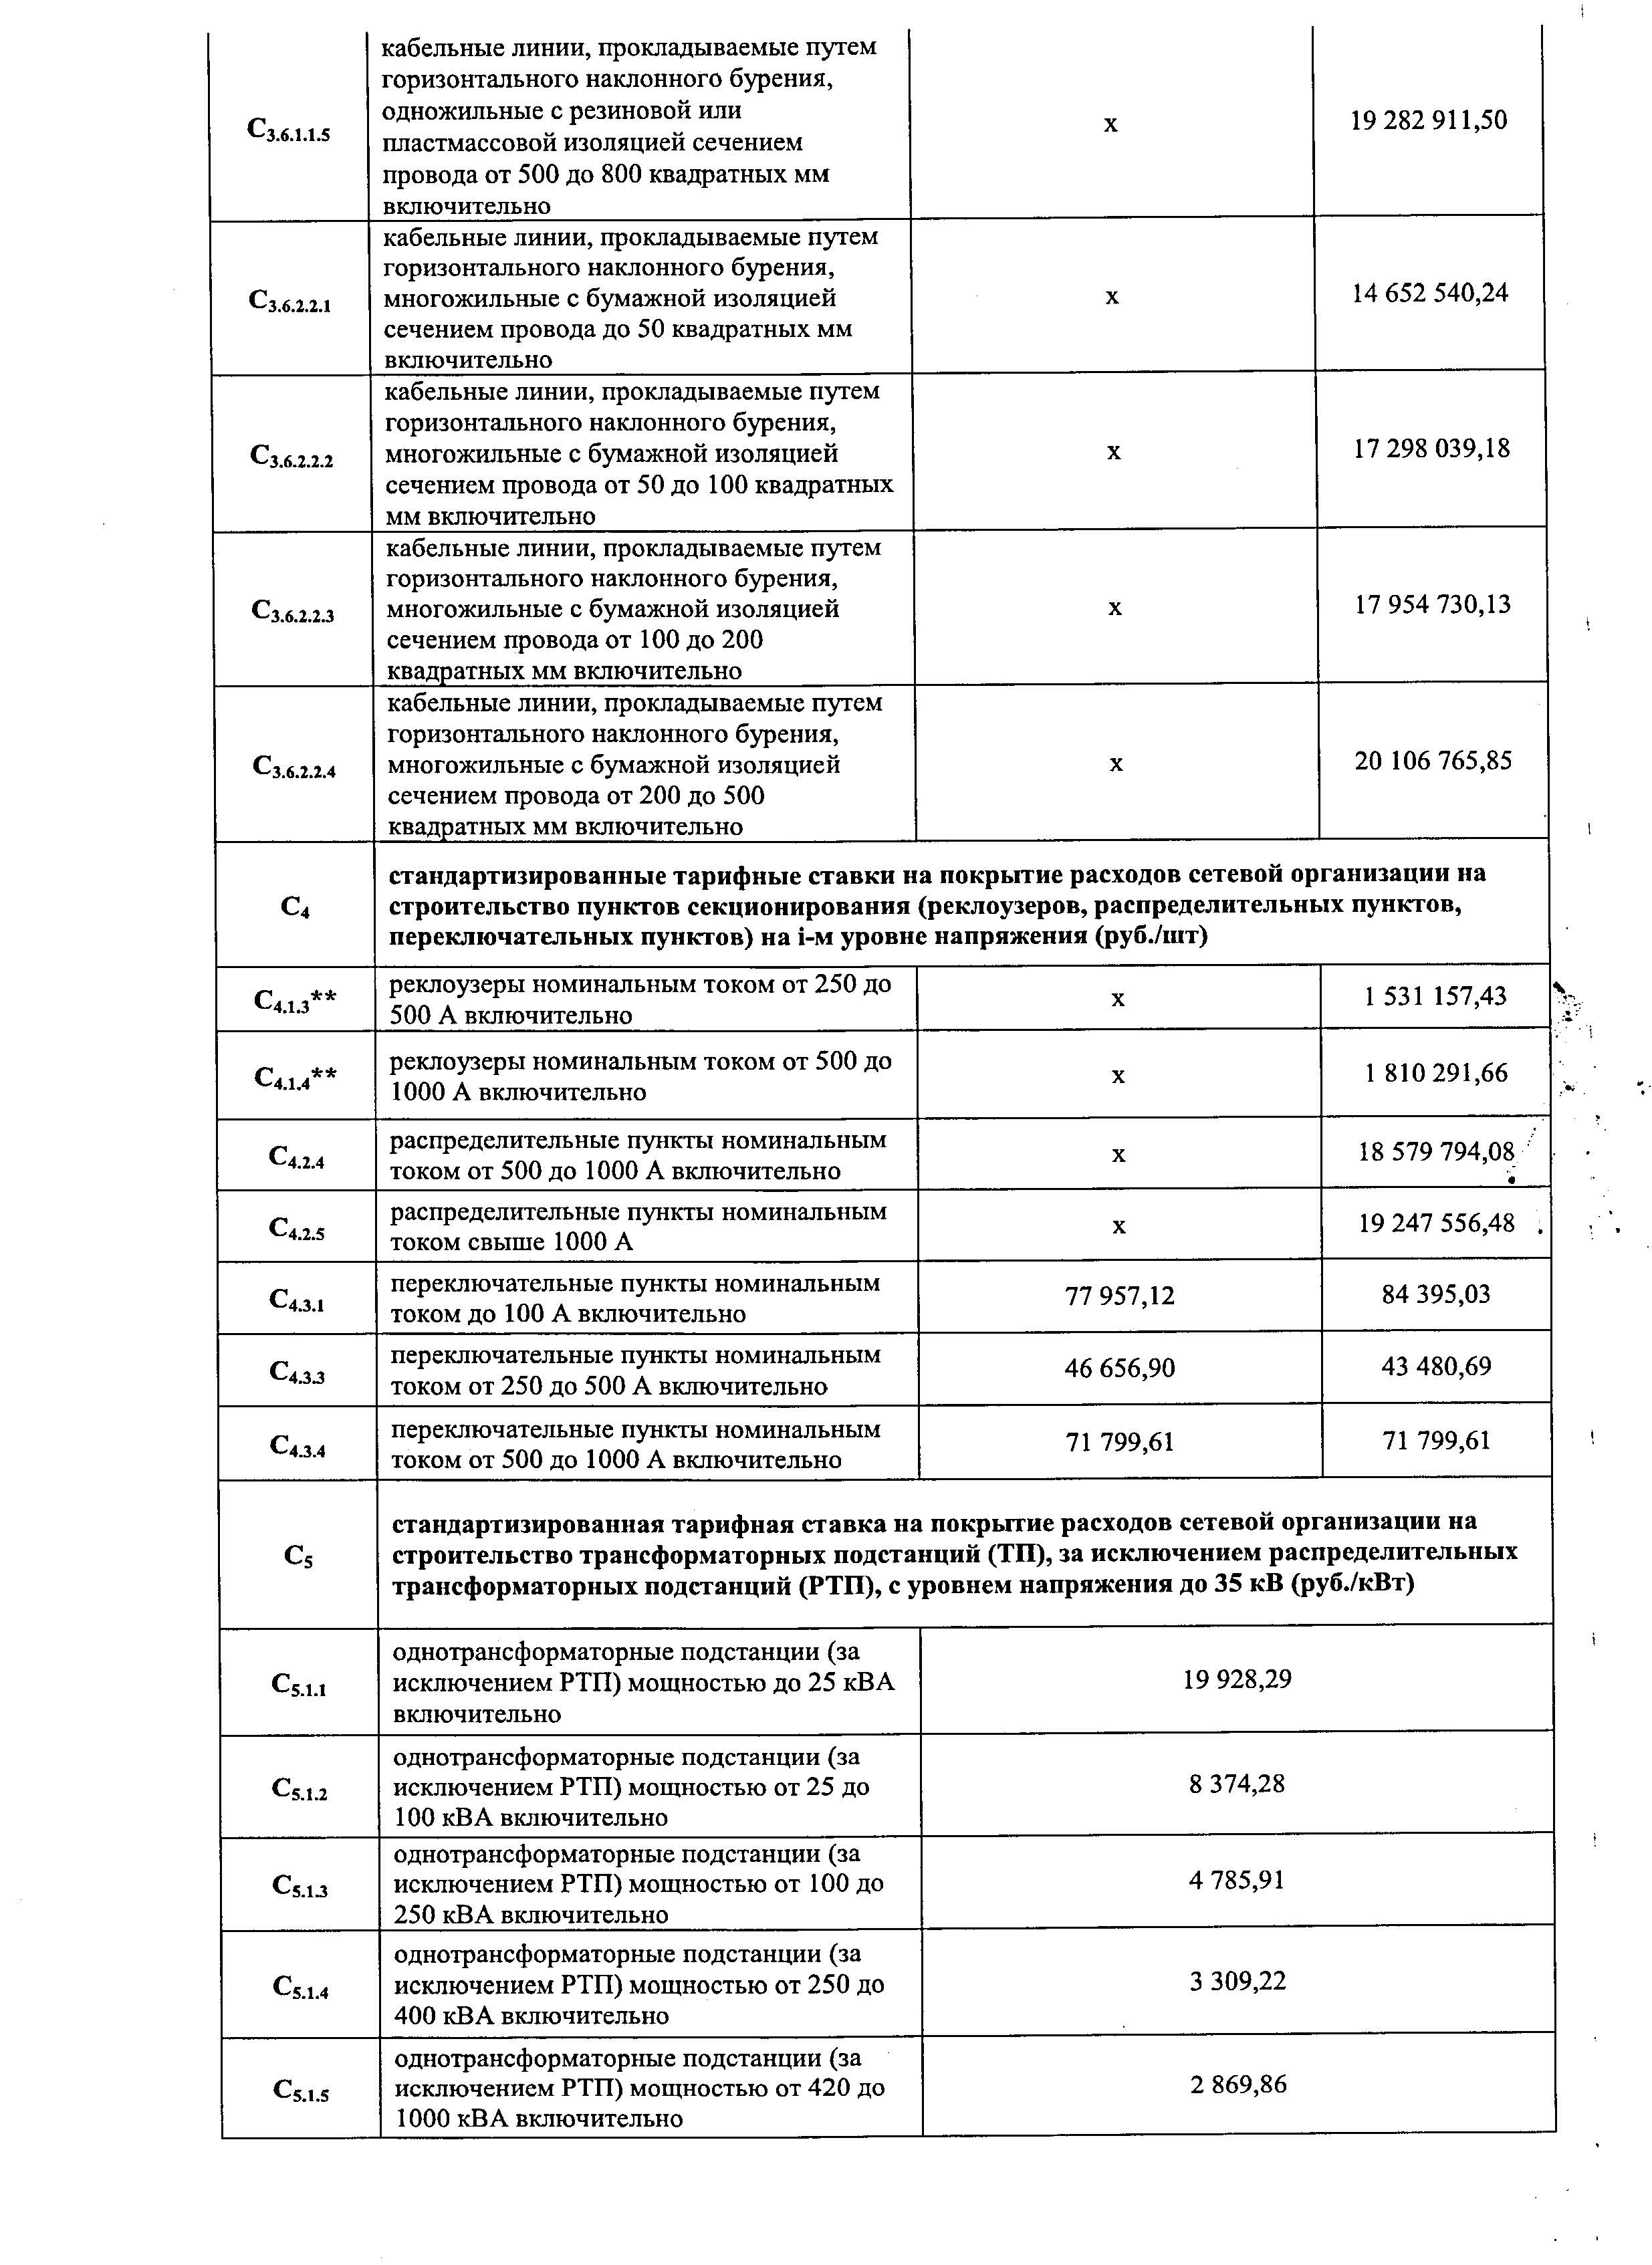 кабельные линии, прокладываемые путем
горизонтального наклонного бурения,
одножильные с резиновой или
пластмассовой изоляцией сечением
провода от 500 до 800 квадратных мм
включительно
С3.6.1.1.5
х
19 282 911,50
кабельные линии, прокладываемые путем
горизонтального наклонного бурения,
многожильные с бумажной изоляцией
сечением провода до 50 квадратных мм
включительно
С3.6.2.2.1
х
14 652 540,24
кабельные линии, прокладываемые путем
горизонтального наклонного бурения,
многожильные с бумажной изоляцией
сечением провода от 50 до 100 квадратных
мм включительно
С3.6.2.2.2
х
17 298 039,18
кабельные линии, прокладываемые путем
горизонтального наклонного бурения,
многожильные с бумажной изоляцией
сечением провода от 100 до 200
квадратных мм включительно
С3.6.2.2.3
х
17 954 730,13
кабельные линии, прокладываемые путем
горизонтального наклонного бурения,
многожильные с бумажной изоляцией
сечением провода от 200 до 500
квадратных мм включительно
С3.6.2.2.4
х
20 106 765,85
С4
стандартизированные тарифные ставки на покрытие расходов сетевой организации на
строительство пунктов секционирования (реклоузеров, распределительных пунктов,
переключательных пунктов) на i-м уровне напряжения (руб./шт)
С4.1.3**
реклоузеры номинальным током от 250 до
500 А включительно
х
1 531 157,43
С4.1.4**
реклоузеры номинальным током от 500 до
1000 А включительно
х
1 810 291,66
С4.2.4
распределительные пункты номинальным
током от 500 до 1000 А включительно
х
18 579 794,08
С4.2.5
распределительные пункты номинальным
током свыше 1000 А
х
19 247 556,48
С4.3.1
переключательные пункты номинальным
током до 100 А включительно
77 957,12
84 395,03
С4.3.3
переключательные пункты номинальным
током от 250 до 500 А включительно
46 656,90
43 480,69
С4.3.4
переключательные пункты номинальным
током от 500 до 1000 А включительно
71 799,61
71 799,61
С5
стандартизированная тарифная ставка на покрытие расходов сетевой организации на
строительство трансформаторных подстанций (ТП), за исключением распределительных
трансформаторных подстанций (РТП), с уровнем напряжения до 35 кВ (руб./кВт)
С5.1.1
однотрансформаторные подстанции (за
исключением РТП) мощностью до 25 кВА
включительно
19 928,29
С5.1.2
однотрансформаторные подстанции (за
исключением РТП) мощностью от 25 до
100 кВА включительно
8 374,28
С5.1.3
однотрансформаторные подстанции (за
исключением РТП) мощностью от 100 до
250 кВА включительно
4 785,91
С5.1.4
однотрансформаторные подстанции (за
исключением РТП) мощностью от 250 до
400 кВА включительно
3 309,22
С5.1.5
однотрансформаторные подстанции (за
исключением РТП) мощностью от 420 до
1000 кВА включительно
2 869,86